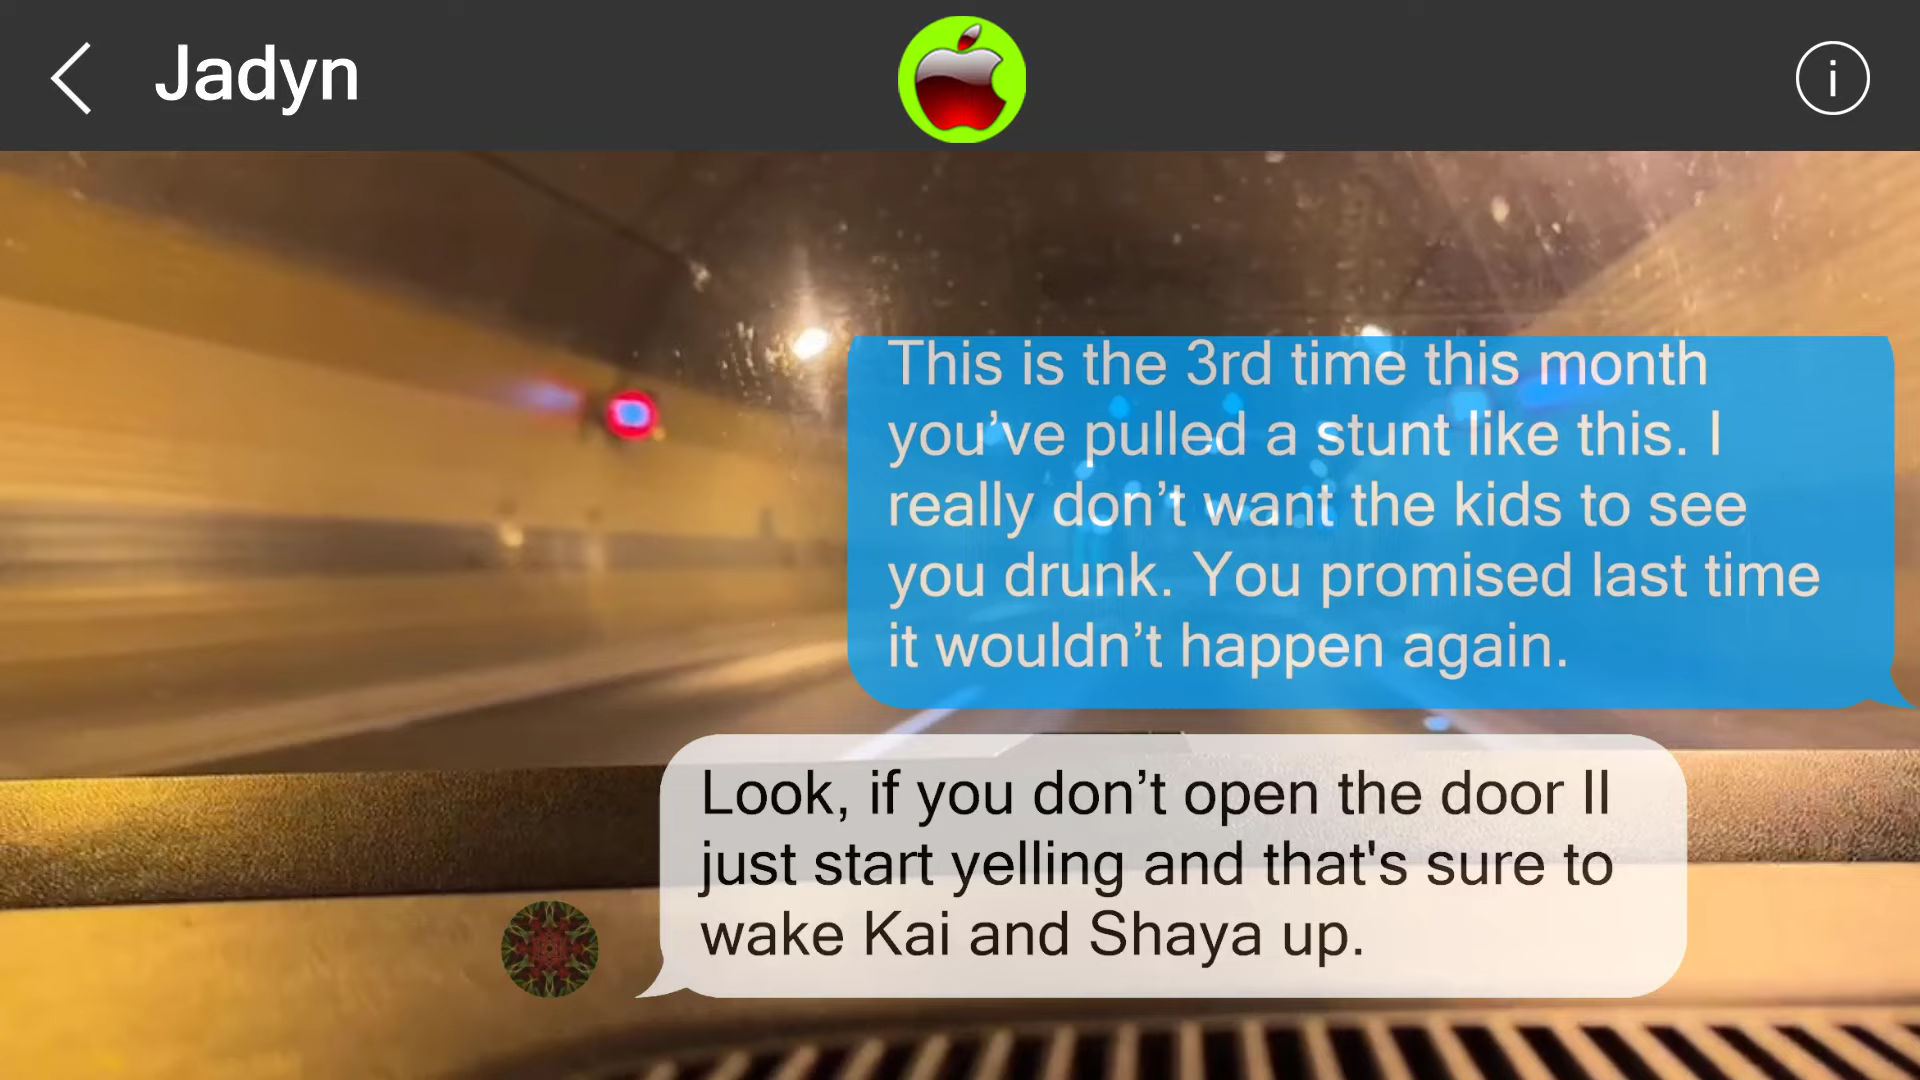 Jadyn
i
This is the 3rd time this month
you’ve pulled a stunt like this. I
really don’t want the kids to see
you drunk. You promised last time
it wouldn’t happen again.
Look, if you don’t open the door II
just start yelling and that's sure to
wake Kai and Shaya up.